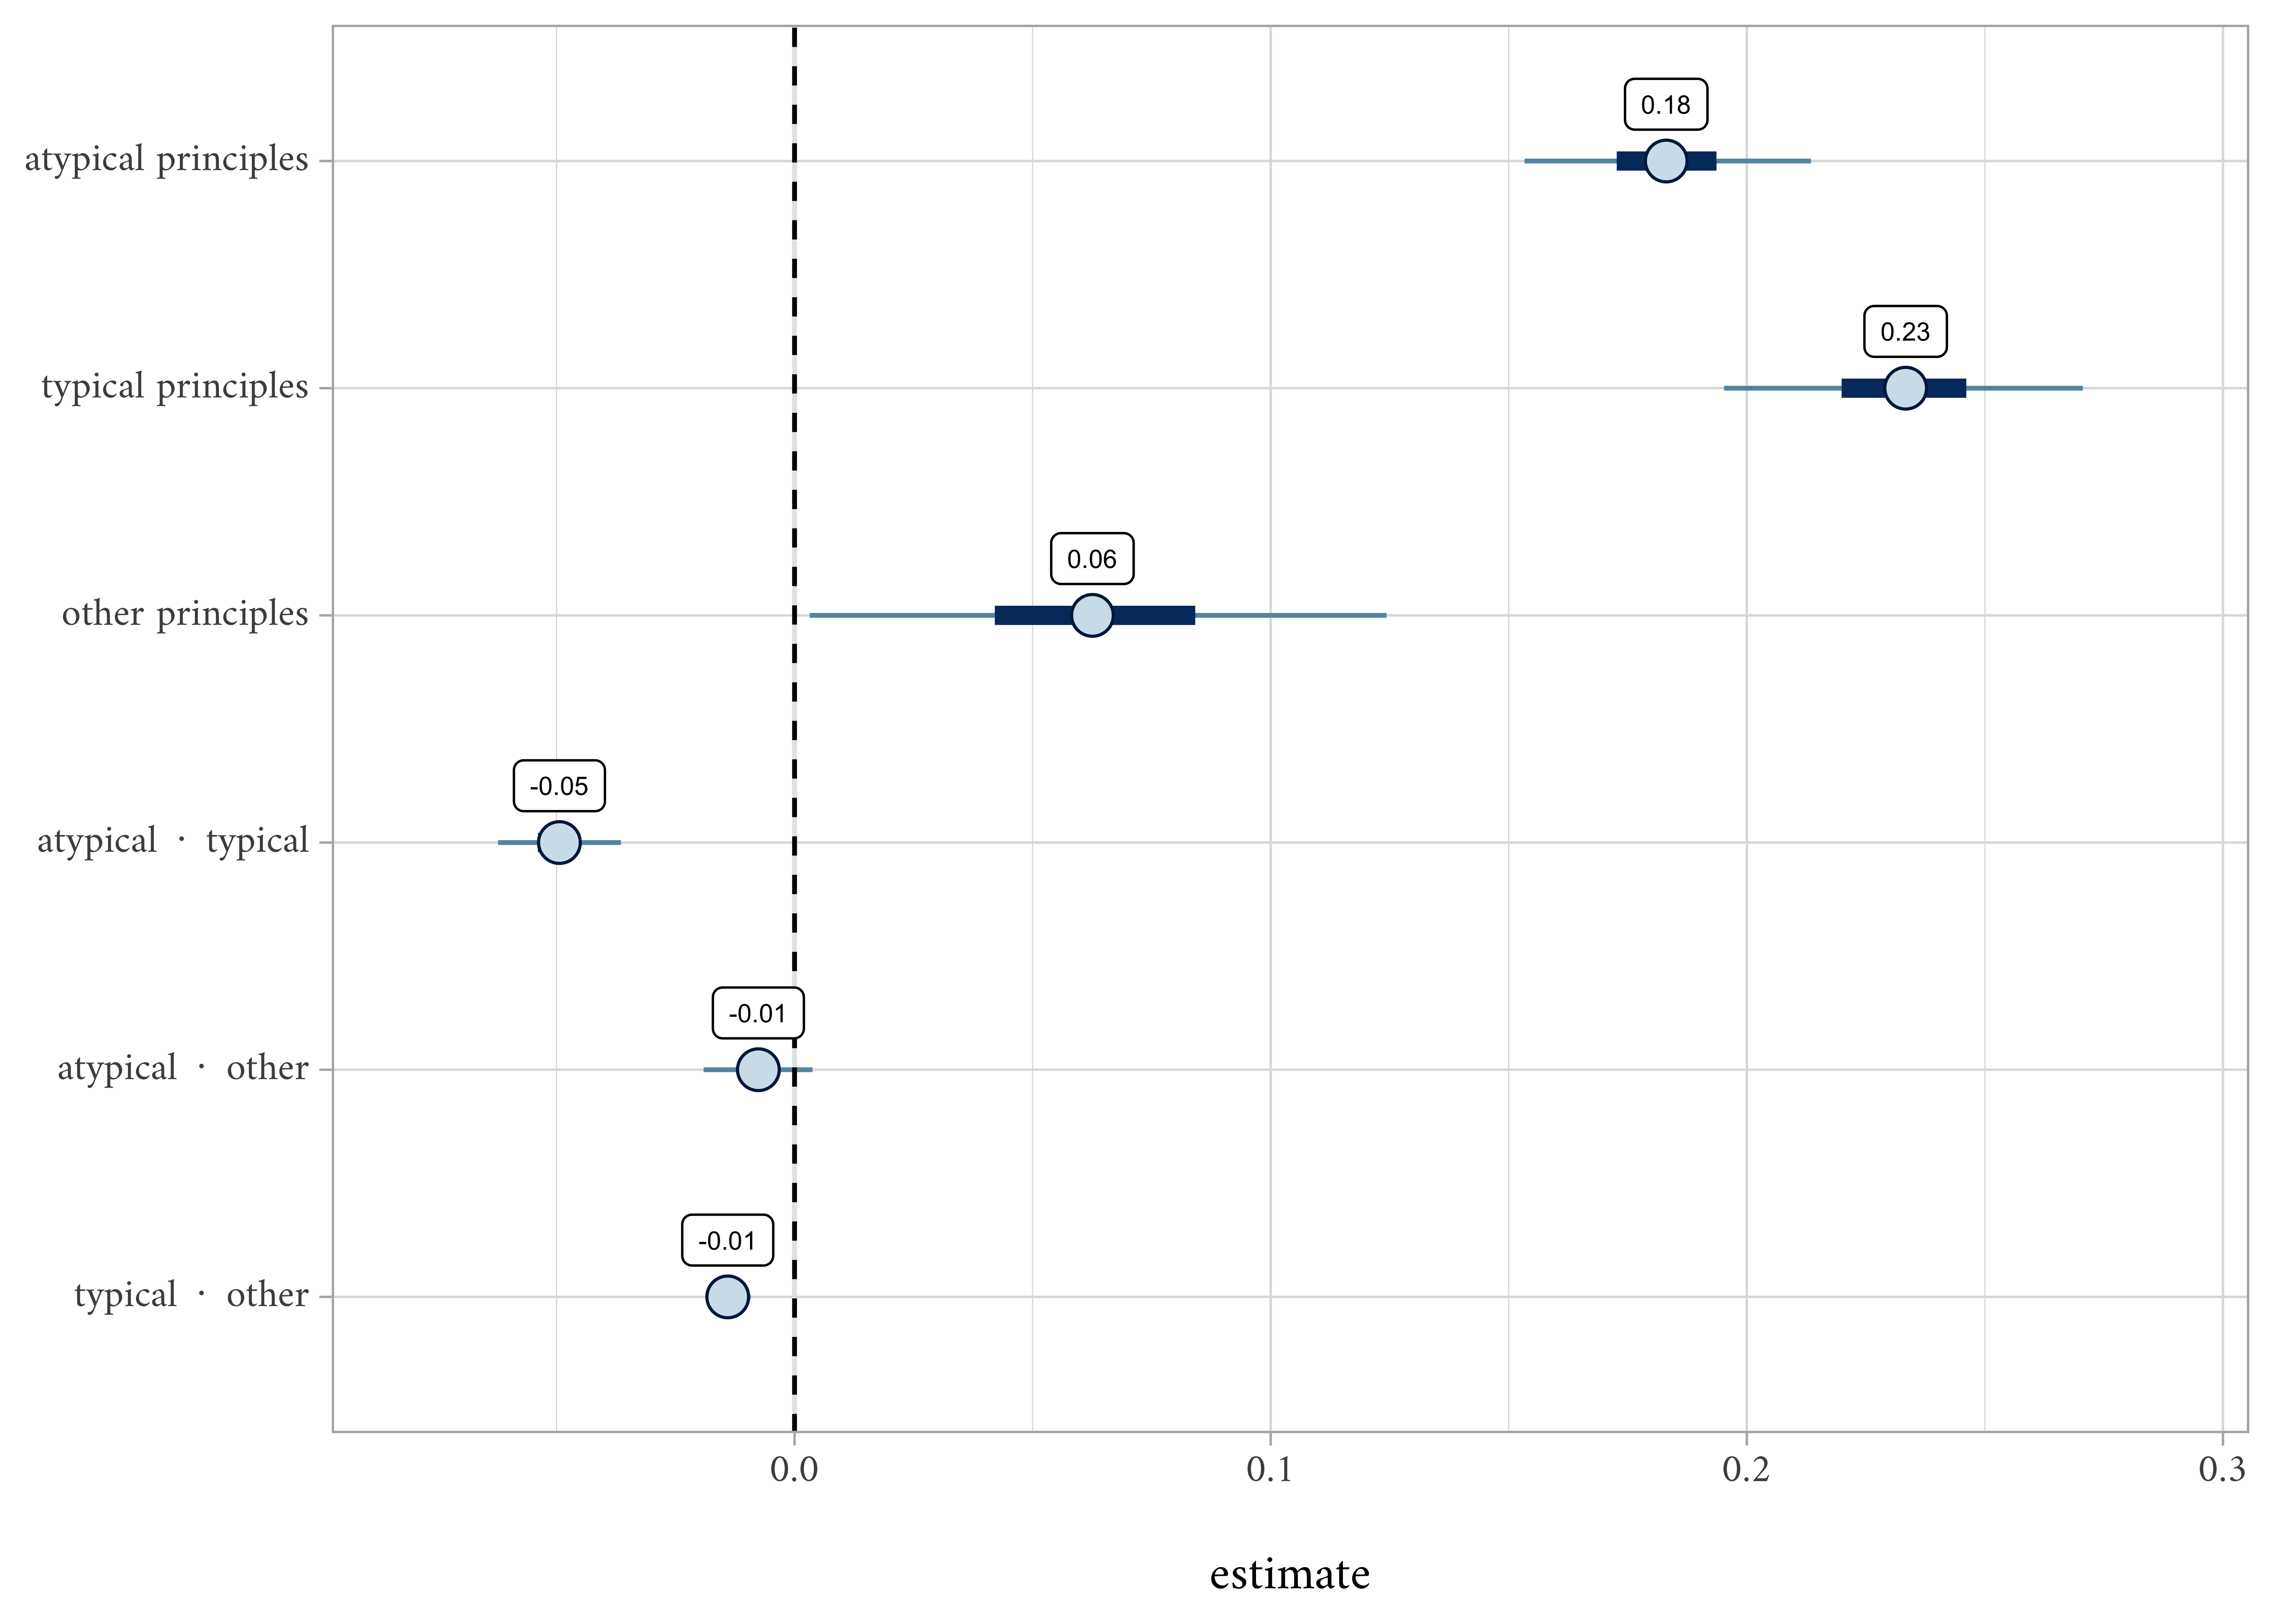 0.18
atypical principles
0.23
typical principles
0.06
other principles
-0.05
atypical · typical
-0.01
atypical · other
-0.01
typical · other
0.0 0.1 0.2 0.3
estimate